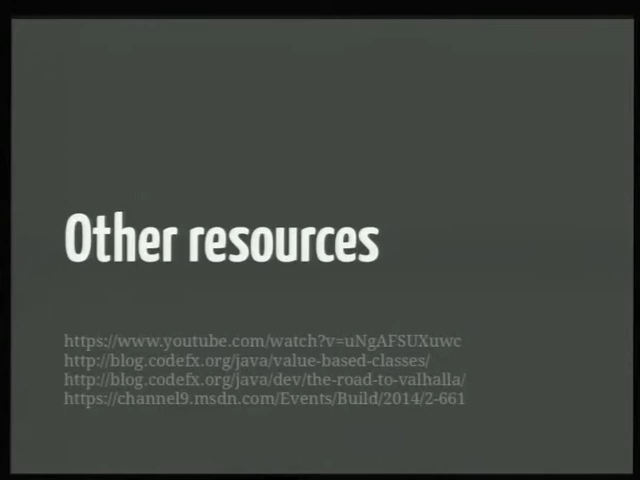 Other resources
https://www.youtube.com/watch?v=uNgAFSUXuwc
http://blog.codefx.org/java/value-based-classes/
http://blog.codefx.org/java/dev/the-road-to-valhalla/
https://channel9.msdn.com/Events/Build/2014/2-661